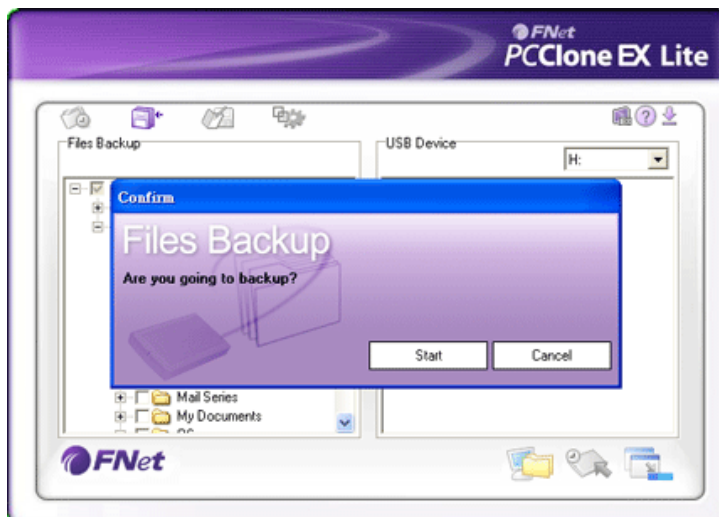 FNet
PCClone EX Lite
Files Backup
USB Device
H:
Confirm
Files Backup
Are you going to backup?
Start
Cancel
Mail Series
My Documents
FNet